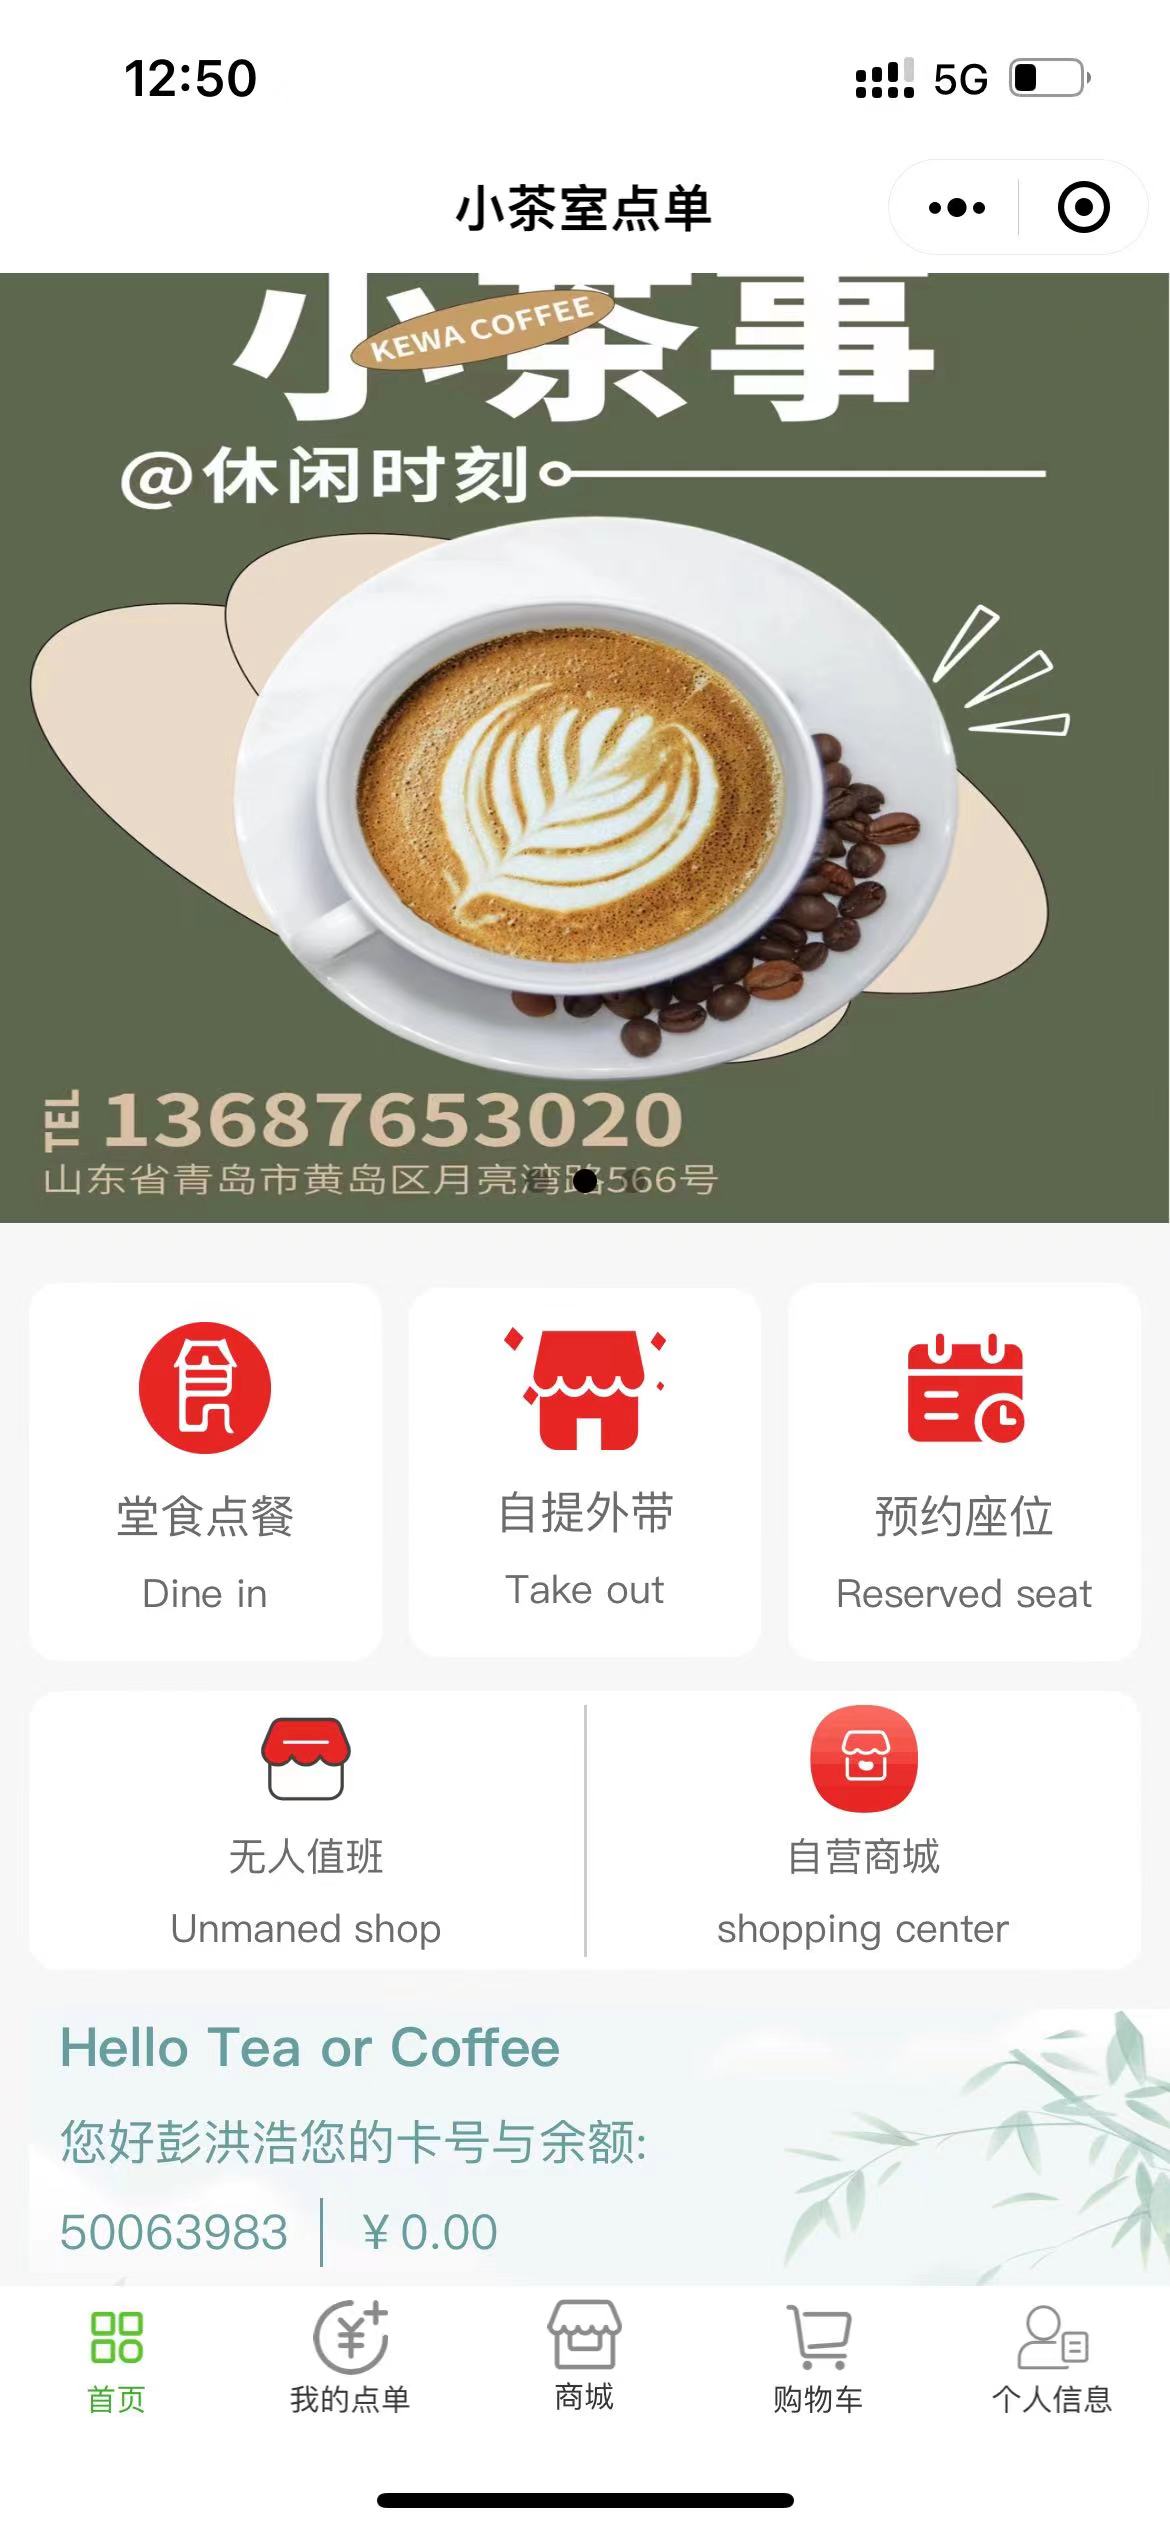 12:50
5G
小茶室点单
小茶事
KEWA COFFEE
@休闲时刻
TEL 13687653020
山东省青岛市黄岛区月亮湾路566号
堂食点餐
Dine in
自提外带
Take out
预约座位
Reserved seat
无人值班
Unmaned shop
自营商城
shopping center
Hello Tea or Coffee
您好彭洪浩您的卡号与余额:
50063983
¥0.00
首页
我的点单
商城
购物车
个人信息